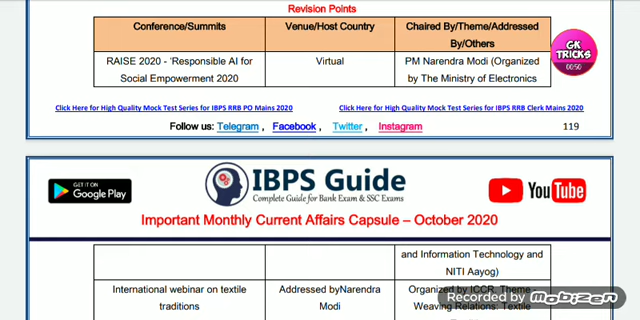 Revision Points
Conference/Summits
Venue/Host Country
Chaired By/Theme/Addressed
By/Others
GK
TRICKS
00:50
RAISE 2020 - 'Responsible AI for
Social Empowerment 2020
Virtual
PM Narendra Modi (Organized
by The Ministry of Electronics
Click Here for High Quality Mock Test Series for IBPS RRB PO Mains 2020
Click Here for High Quality Mock Test Series for IBPS RRB Clerk Mains 2020
Follow us: Telegram , Facebook , Twitter , Instagram
119
GET IT ON
Google Play
IBPS Guide
Complete Guide for Bank Exam & SSC Exams
YouTube
Important Monthly Current Affairs Capsule – October 2020
and Information Technology and
NITI Aayog)
International webinar on textile
traditions
Addressed byNarendra
Modi
Organized by ICCR. Theme -
Weaving Relations: Textile
Recorded by Mobizen